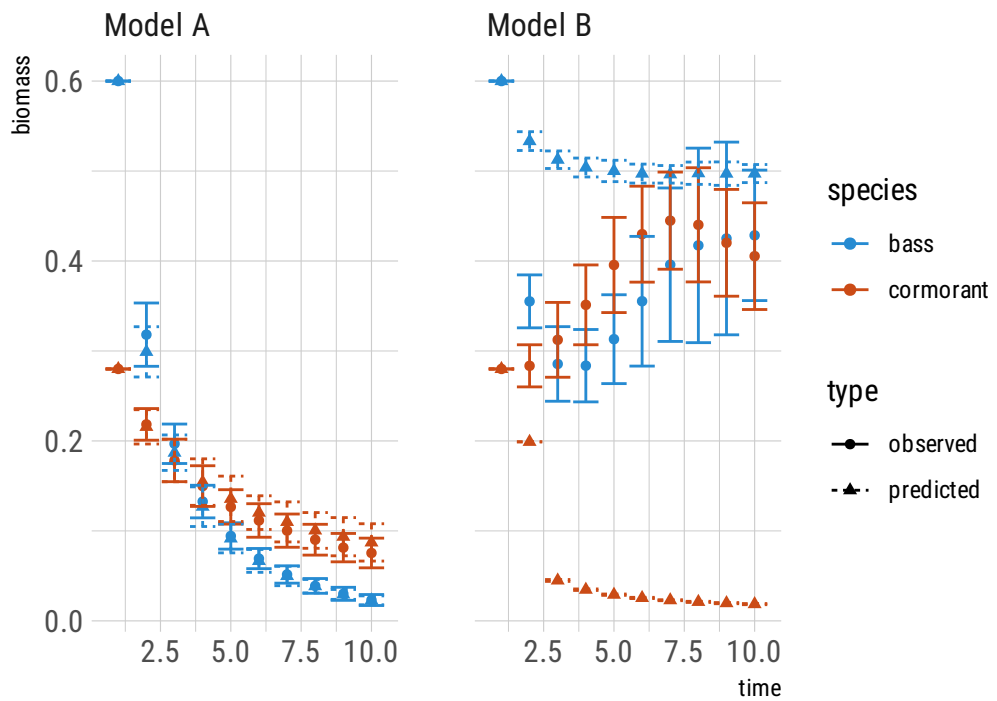 Model A
Model B
biomass
0.6
0.4
0.2
0.0
2.5 5.0 7.5 10.0
2.5 5.0 7.5 10.0
time
species
bass
cormorant
type
observed
predicted